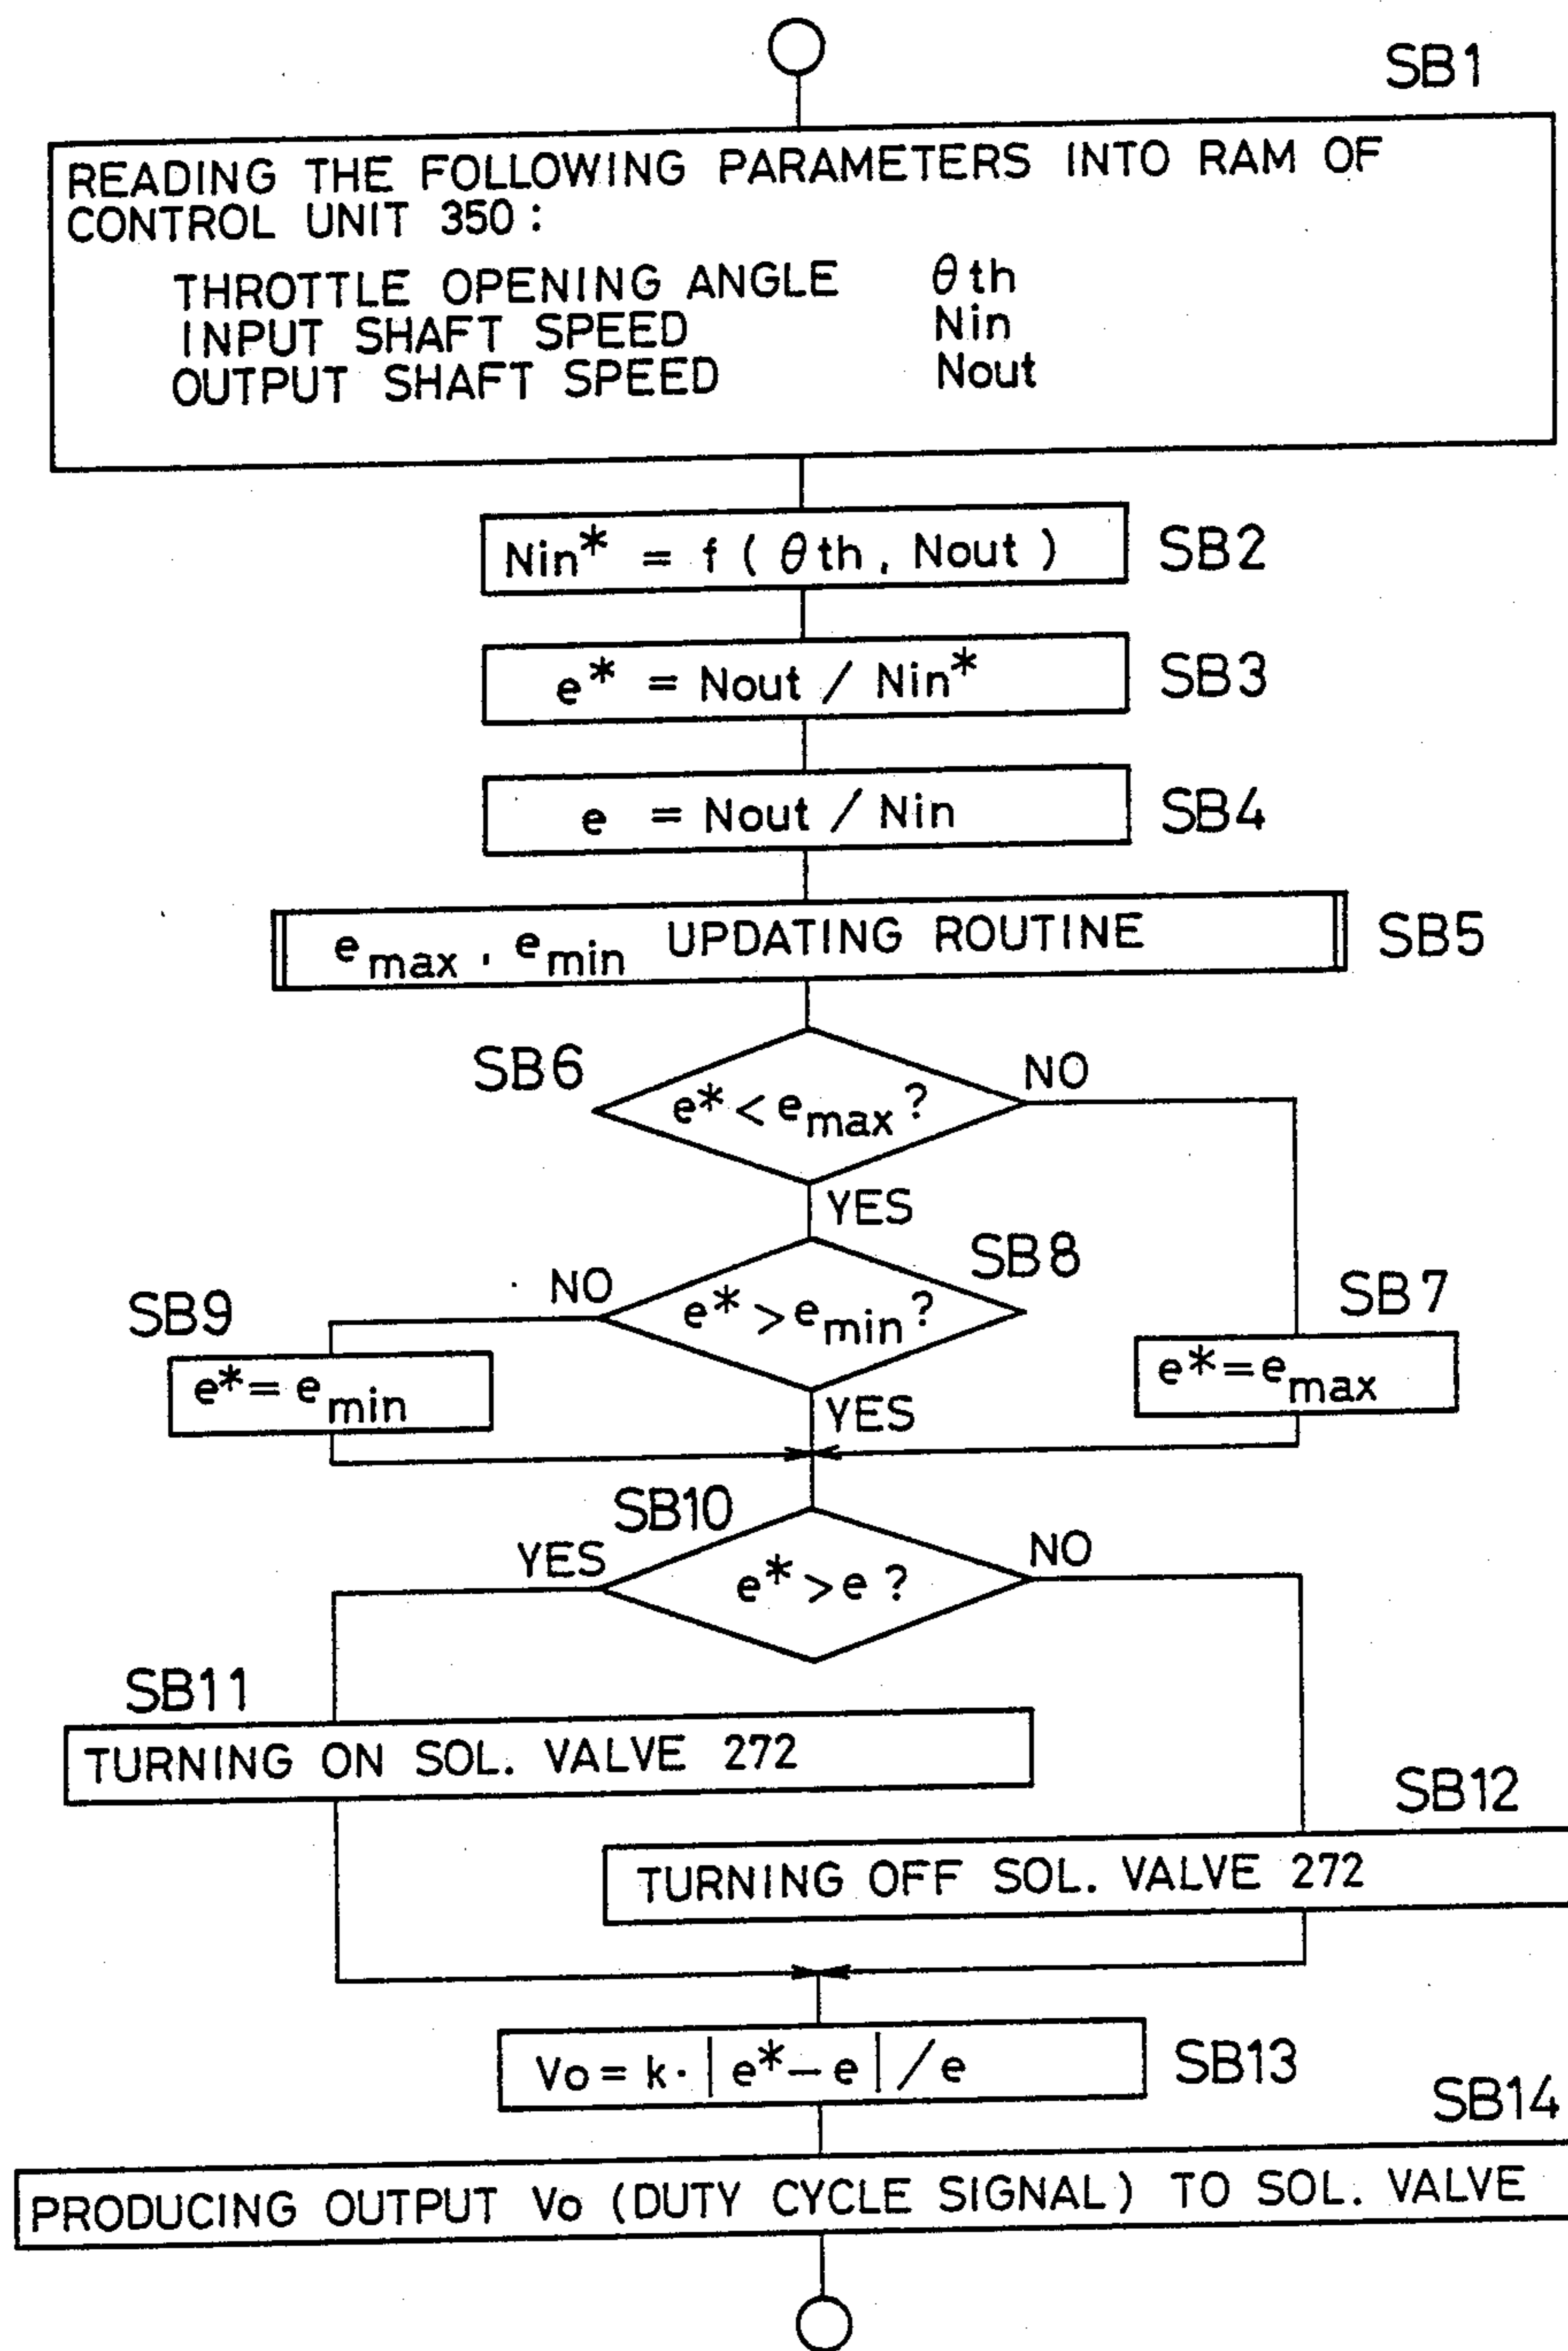 SB1
READING THE FOLLOWING PARAMETERS INTO RAM OF
CONTROL UNIT 350:
THROTTLE OPENING ANGLE θth
INPUT SHAFT SPEED Nin
OUTPUT SHAFT SPEED Nout
Nin* = f ( θth, Nout ) SB2
e* = Nout / Nin* SB3
e = Nout / Nin SB4
emax, emin UPDATING ROUTINE SB5
SB6
e* < emax ?
NO
YES
SB8
NO
e* > emin ?
SB9
SB7
e* = emin
e* = emax
YES
SB10
YES
NO
e* > e ?
SB11
TURNING ON SOL. VALVE 272
SB12
TURNING OFF SOL. VALVE 272
Vo = k · | e* – e | / e SB13
SB14
PRODUCING OUTPUT Vo (DUTY CYCLE SIGNAL) TO SOL. VALVE